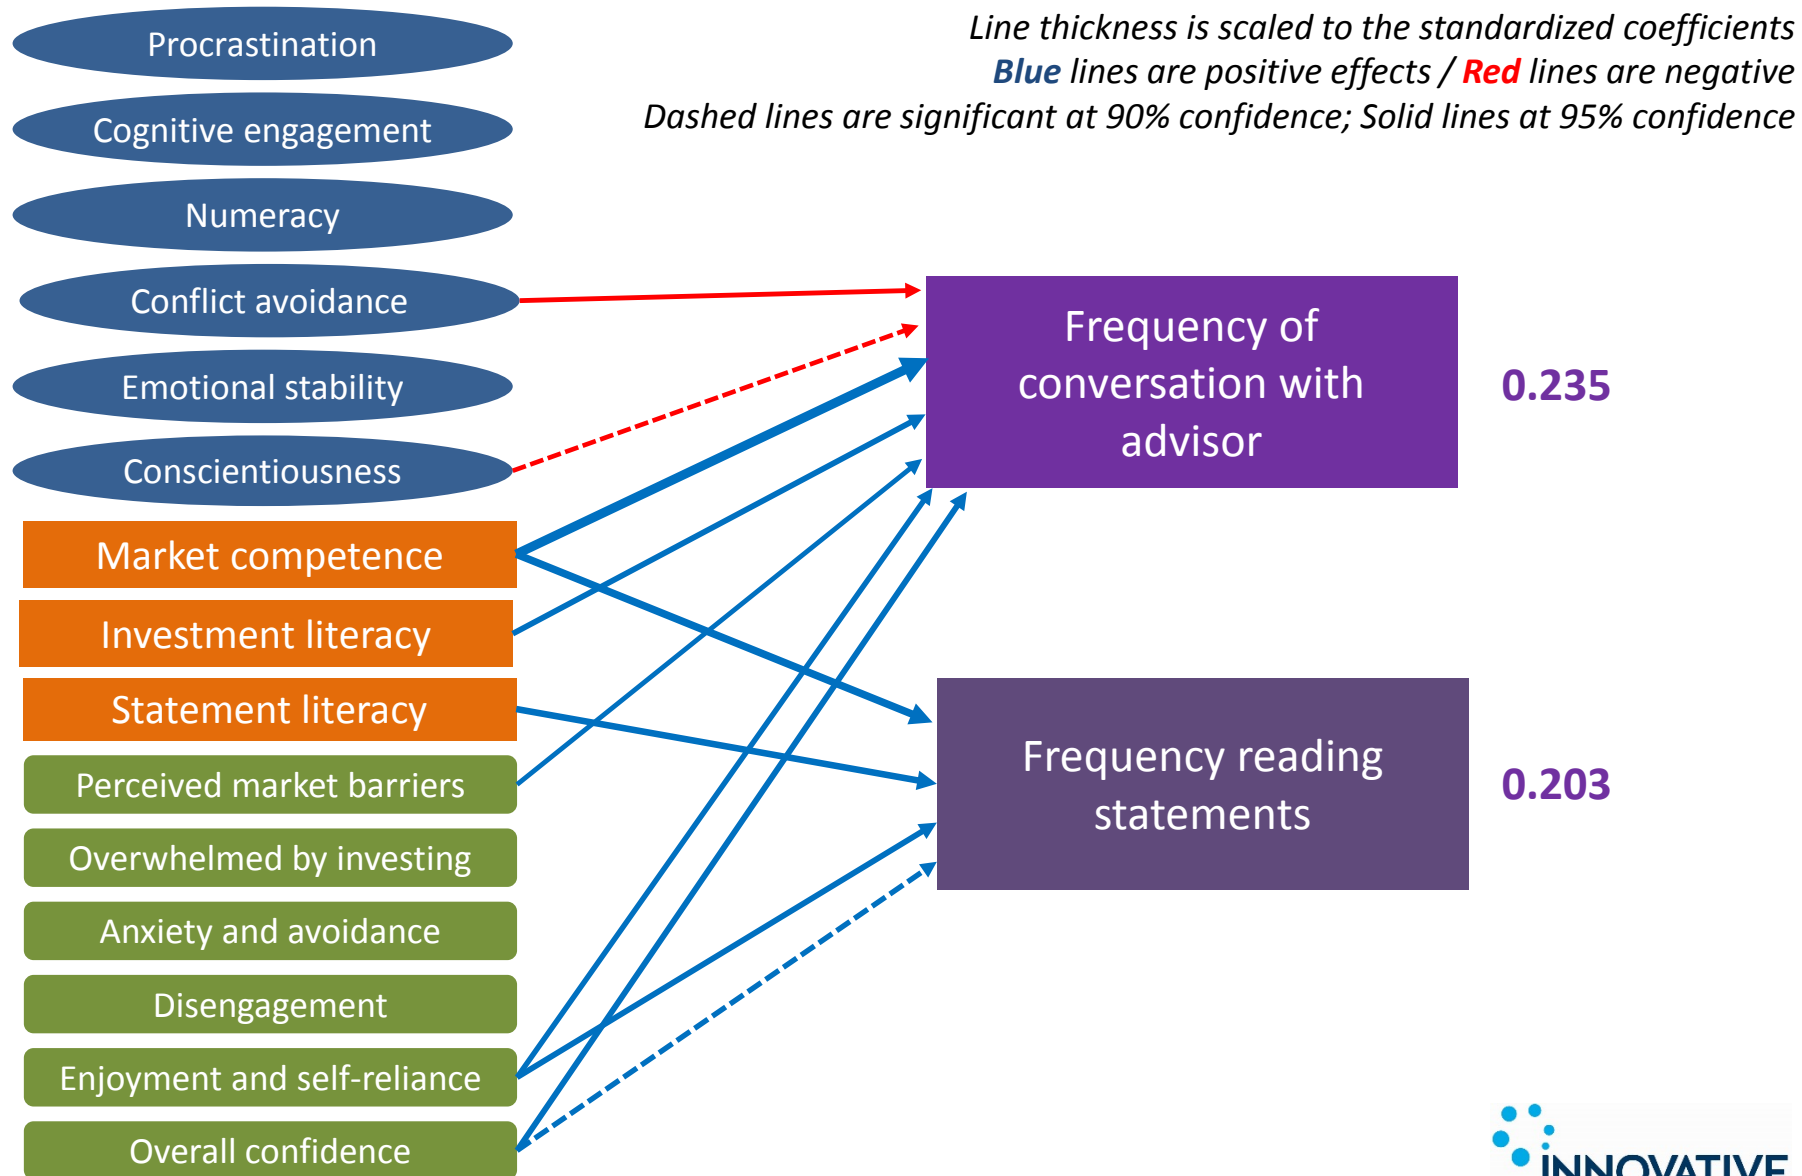 Procrastination
Line thickness is scaled to the standardized coefficients
Blue lines are positive effects / Red lines are negative
Dashed lines are significant at 90% confidence; Solid lines at 95% confidence
Cognitive engagement
Numeracy
Conflict avoidance
Emotional stability
Conscientiousness
Market competence
Investment literacy
Statement literacy
Perceived market barriers
Overwhelmed by investing
Anxiety and avoidance
Disengagement
Enjoyment and self-reliance
Overall confidence
Frequency of
conversation with
advisor
0.235
Frequency reading
statements
0.203
INNOVATIVE